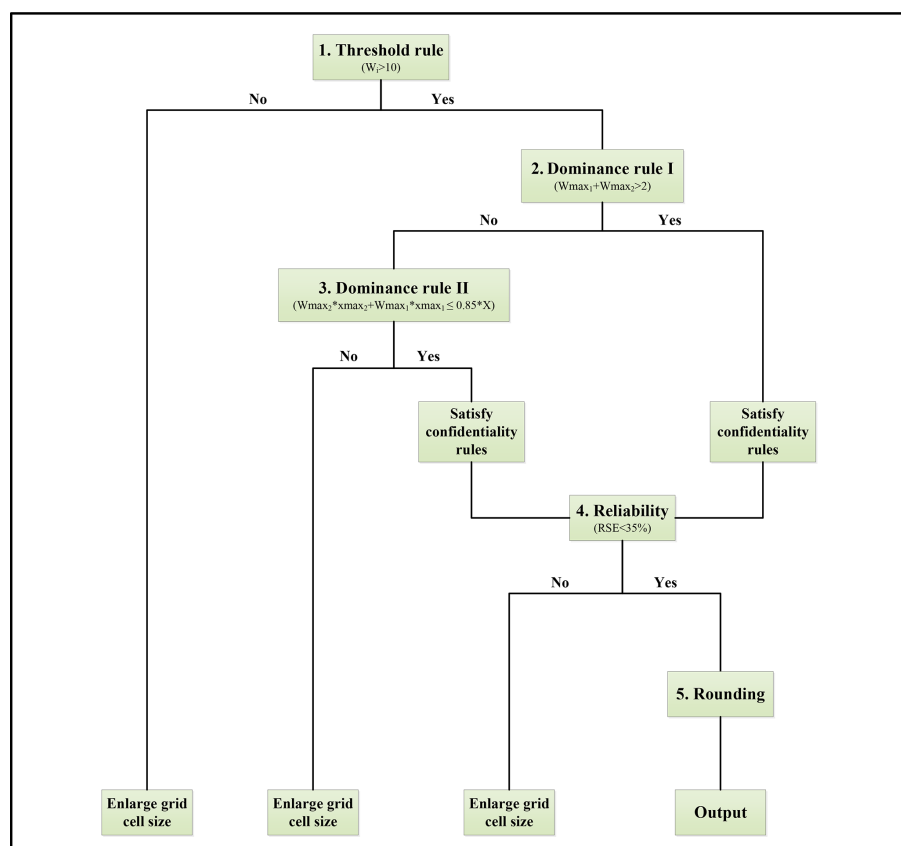 1. Threshold rule
(Wᵢ>10)
No
Yes
2. Dominance rule I
(Wmax₁+Wmax₂>2)
No
Yes
3. Dominance rule II
(Wmax₂*xmax₂+Wmax₁*xmax₁ ≤ 0.85*X)
No
Yes
Satisfy
confidentiality
rules
Satisfy
confidentiality
rules
4. Reliability
(RSE<35%)
No
Yes
5. Rounding
Enlarge grid
cell size
Enlarge grid
cell size
Enlarge grid
cell size
Output